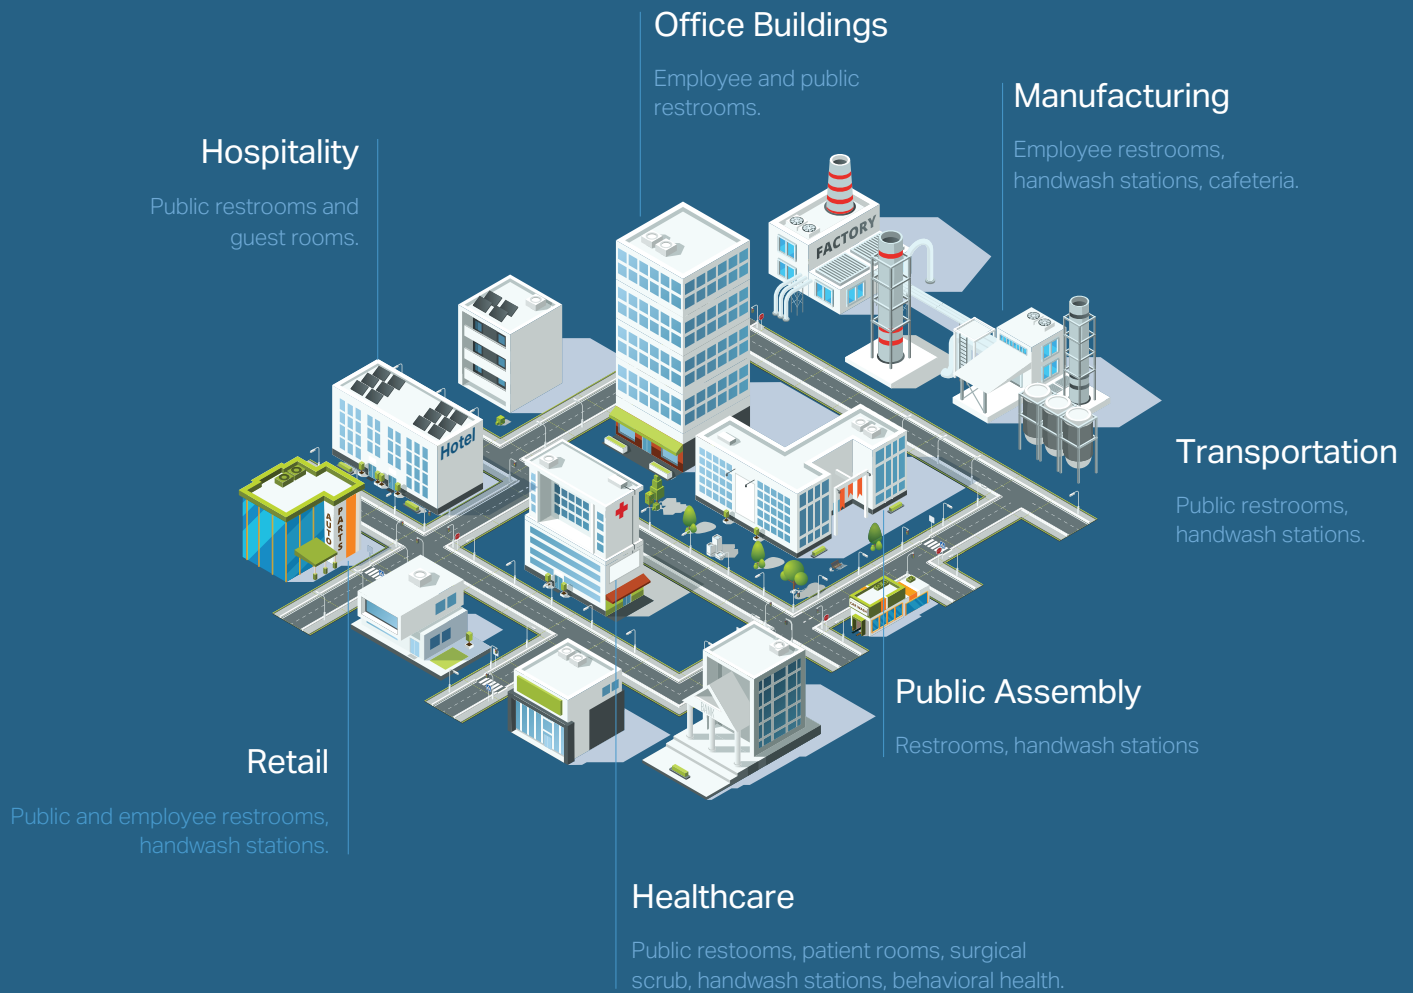 Office Buildings
Employee and public
restrooms.
Manufacturing
Employee restrooms,
handwash stations, cafeteria.
Hospitality
Public restrooms and
guest rooms.
FACTORY
Hotel
AUTO
PARTS
Transportation
Public restrooms,
handwash stations.
CAR WASH
Public Assembly
Restrooms, handwash stations
Retail
Public and employee restrooms,
handwash stations.
Healthcare
Public restooms, patient rooms, surgical
scrub, handwash stations, behavioral health.